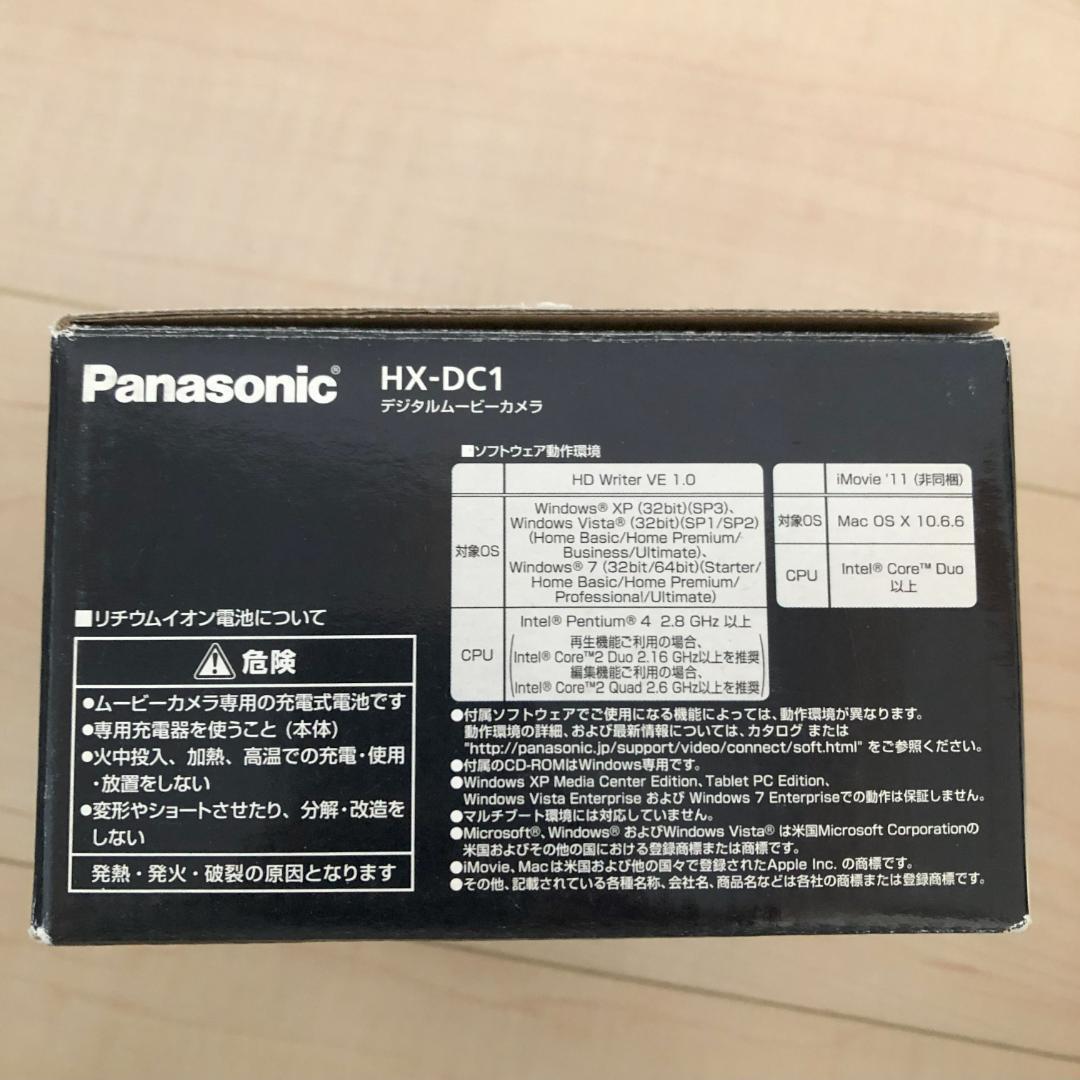 Panasonic®
HX-DC1
デジタルムービーカメラ
■ソフトウェア動作環境
HD Writer VE 1.0
対象OS
Windows® XP (32bit)(SP3)、
Windows Vista® (32bit)(SP1/SP2)
(Home Basic/Home Premium/
Business/Ultimate)、
Windows® 7 (32bit/64bit)(Starter/
Home Basic/Home Premium/
Professional/Ultimate)
CPU
Intel® Pentium® 4 2.8 GHz 以上
(再生機能ご利用の場合、
Intel® Core™2 Duo 2.16 GHz以上を推奨
編集機能ご利用の場合、
Intel® Core™2 Quad 2.6 GHz以上を推奨)
iMovie '11 (非同梱)
対象OS
Mac OS X 10.6.6
CPU
Intel® Core™ Duo
以上
■リチウムイオン電池について
危険
●ムービーカメラ専用の充電式電池です
●専用充電器を使うこと (本体)
●火中投入、加熱、高温での充電・使用
・放置をしない
●変形やショートさせたり、分解・改造を
しない
発熱・発火・破裂の原因となります
●付属ソフトウェアでご使用になる機能によっては、動作環境が異なります。
動作環境の詳細、および最新情報については、カタログ または
"http://panasonic.jp/support/video/connect/soft.html" をご参照ください。
●付属のCD-ROMはWindows専用です。
●Windows XP Media Center Edition、Tablet PC Edition、
Windows Vista Enterprise および Windows 7 Enterpriseでの動作は保証しません。
●マルチブート環境には対応していません。
●Microsoft®、Windows® およびWindows Vista® は米国Microsoft Corporationの
米国およびその他の国における登録商標または商標です。
●iMovie、Macは米国および他の国々で登録されたApple Inc. の商標です。
●その他、記載されている各種名称、会社名、商品名などは各社の商標または登録商標です。